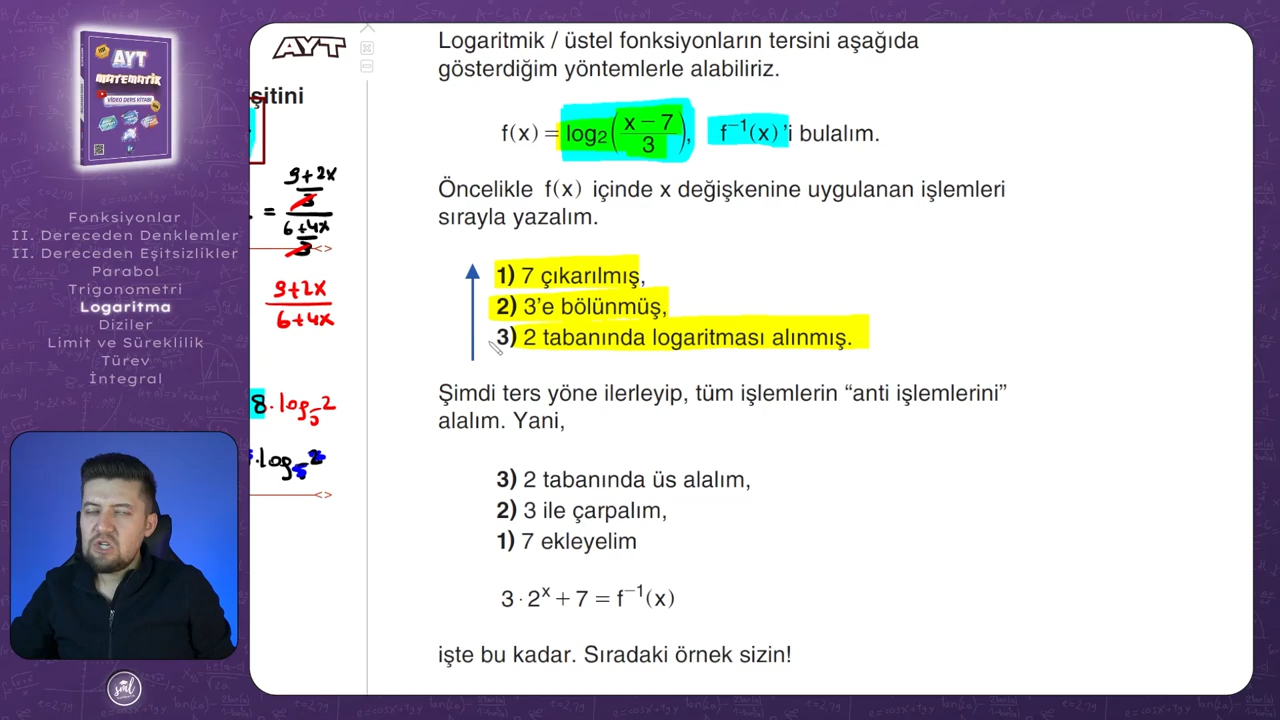 AYT
MATEMATİK
VİDEO DERS KİTABI
Fonksiyonlar
II. Dereceden Denklemler
II. Dereceden Eşitsizlikler
Parabol
Trigonometri
Logaritma
Diziler
Limit ve Süreklilik
Türev
İntegral
sml
AYT
şitini
= 9+2x/3 / 6+4x/3
9+2x / 6+4x
8·log₅2
·log₅2
Logaritmik / üstel fonksiyonların tersini aşağıda
gösterdiğim yöntemlerle alabiliriz.
f(x) = log₂((x – 7)/3), f⁻¹(x)'i bulalım.
Öncelikle f(x) içinde x değişkenine uygulanan işlemleri
sırayla yazalım.
1) 7 çıkarılmış,
2) 3’e bölünmüş,
3) 2 tabanında logaritması alınmış.
Şimdi ters yöne ilerleyip, tüm işlemlerin “anti işlemlerini”
alalım. Yani,
3) 2 tabanında üs alalım,
2) 3 ile çarpalım,
1) 7 ekleyelim
3 · 2ˣ + 7 = f⁻¹(x)
işte bu kadar. Sıradaki örnek sizin!